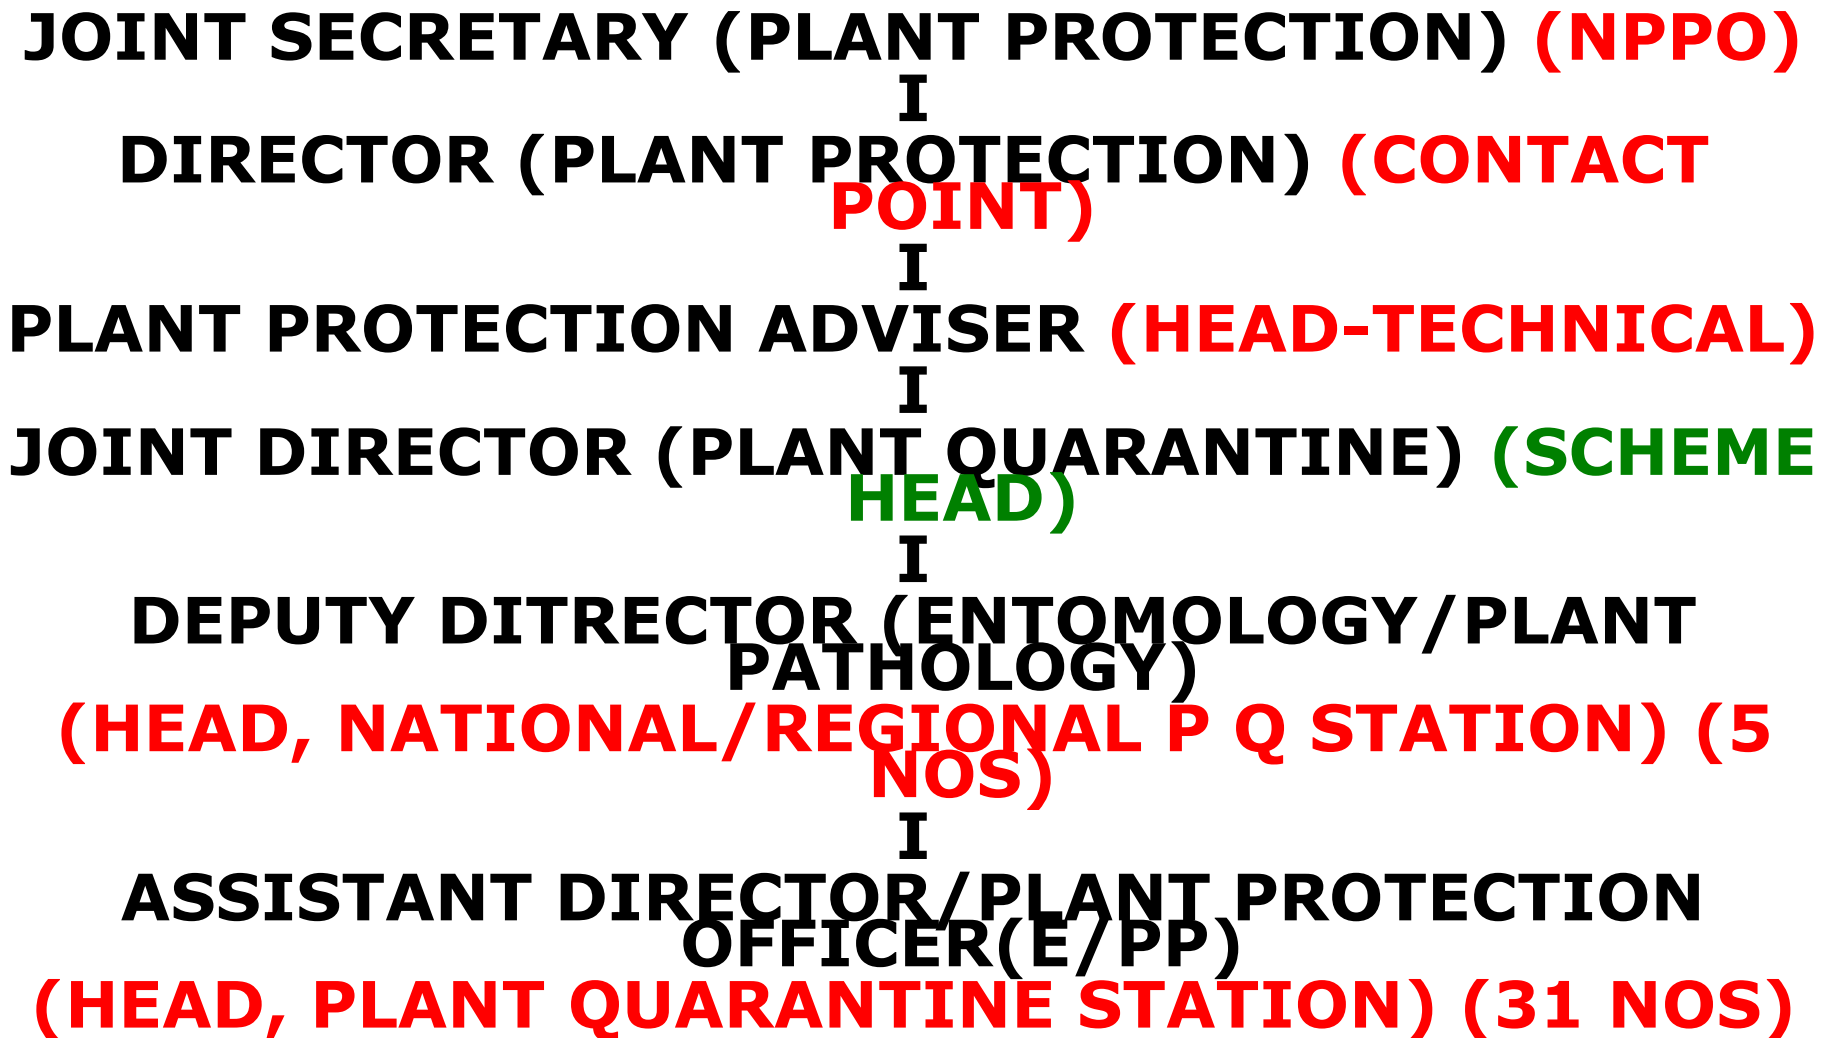 JOINT SECRETARY (PLANT PROTECTION) (NPPO)
I
DIRECTOR (PLANT PROTECTION) (CONTACT
POINT)
I
PLANT PROTECTION ADVISER (HEAD-TECHNICAL)
I
JOINT DIRECTOR (PLANT QUARANTINE) (SCHEME
HEAD)
I
DEPUTY DITRECTOR (ENTOMOLOGY/PLANT
PATHOLOGY)
(HEAD, NATIONAL/REGIONAL P Q STATION) (5
NOS)
I
ASSISTANT DIRECTOR/PLANT PROTECTION
OFFICER(E/PP)
(HEAD, PLANT QUARANTINE STATION) (31 NOS)